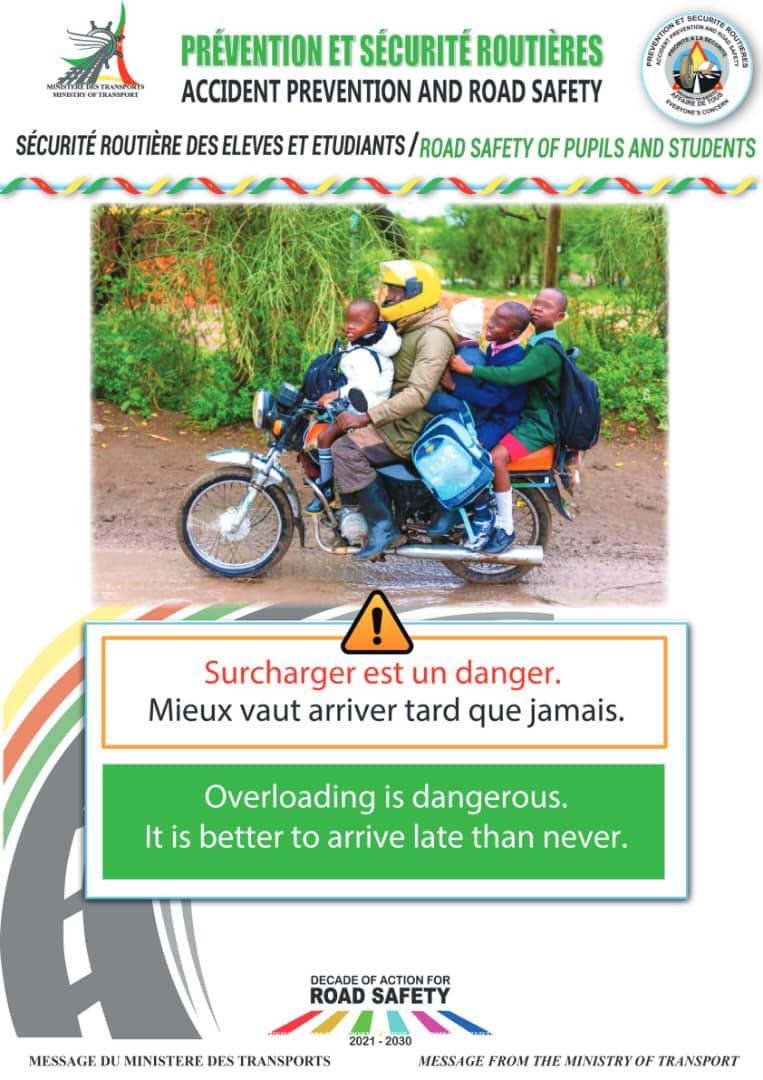 MINISTERE DES TRANSPORTS
MINISTRY OF TRANSPORT
PRÉVENTION ET SÉCURITÉ ROUTIÈRES
ACCIDENT PREVENTION AND ROAD SAFETY
PREVENTION ET SECURITE ROUTIERES
ACCIDENT PREVENTION AND ROAD SAFETY
PRIORITE A LA SECURITE
AFFAIRE DE TOUS
EVERYONE'S CONCERN
SÉCURITÉ ROUTIÈRE DES ELEVES ET ETUDIANTS / ROAD SAFETY OF PUPILS AND STUDENTS
Surcharger est un danger.
Mieux vaut arriver tard que jamais.
Overloading is dangerous.
It is better to arrive late than never.
DECADE OF ACTION FOR
ROAD SAFETY
2021 - 2030
MESSAGE DU MINISTERE DES TRANSPORTS MESSAGE FROM THE MINISTRY OF TRANSPORT